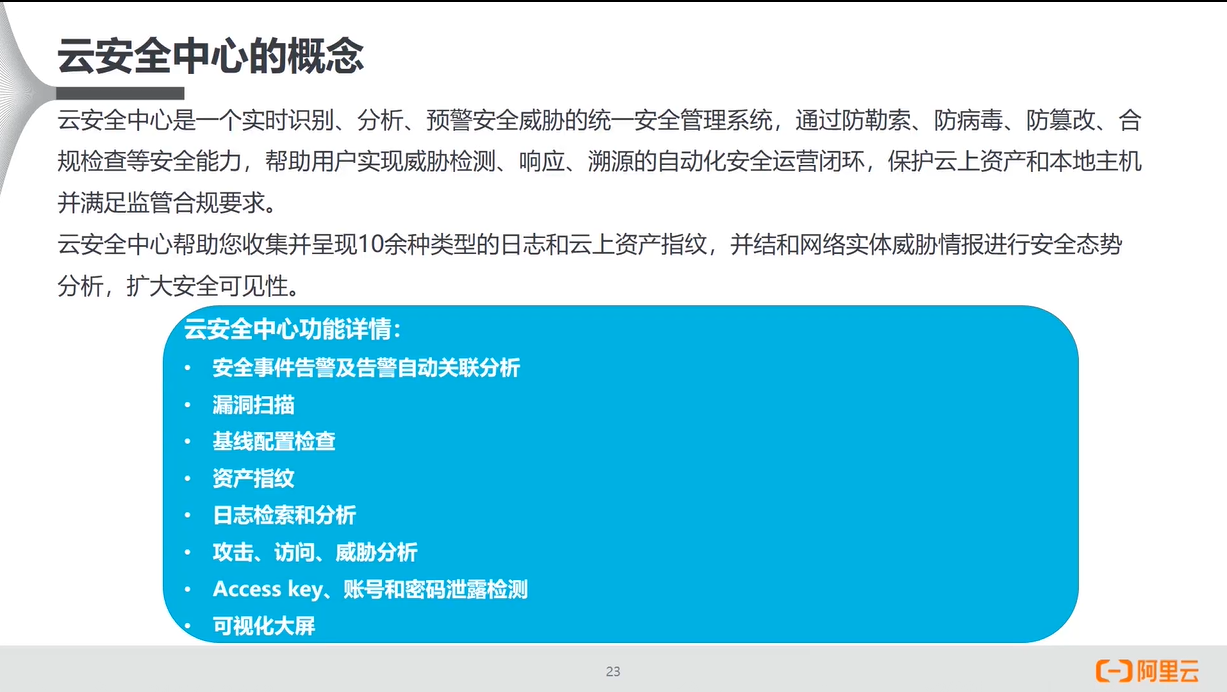 云安全中心的概念
云安全中心是一个实时识别、分析、预警安全威胁的统一安全管理系统，通过防勒索、防病毒、防篡改、合
规检查等安全能力，帮助用户实现威胁检测、响应、溯源的自动化安全运营闭环，保护云上资产和本地主机
并满足监管合规要求。
云安全中心帮助您收集并呈现10余种类型的日志和云上资产指纹，并结和网络实体威胁情报进行安全态势
分析，扩大安全可见性。
云安全中心功能详情：
• 安全事件告警及告警自动关联分析
• 漏洞扫描
• 基线配置检查
• 资产指纹
• 日志检索和分析
• 攻击、访问、威胁分析
• Access key、账号和密码泄露检测
• 可视化大屏
23
阿里云